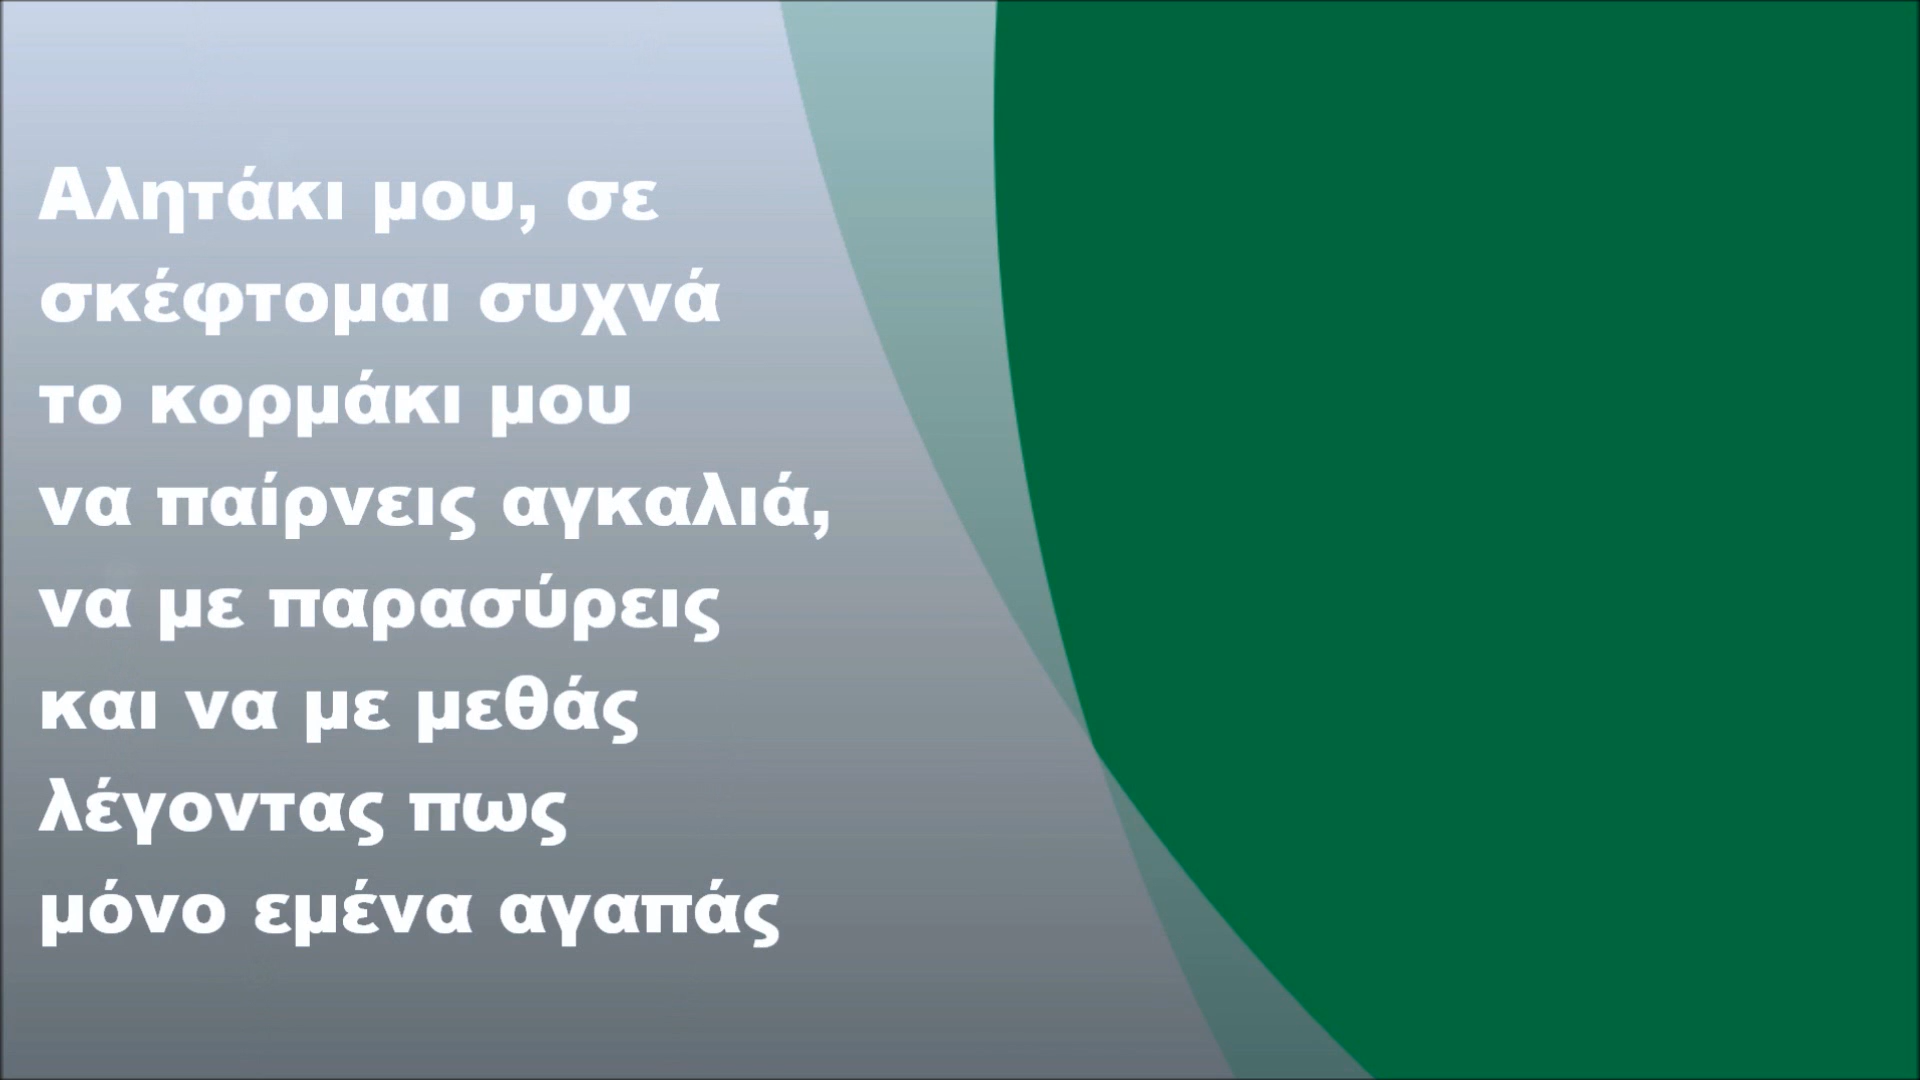 Αλητάκι μου, σε
σκέφτομαι συχνά
το κορμάκι μου
να παίρνεις αγκαλιά,
να με παρασύρεις
και να με μεθάς
λέγοντας πως
μόνο εμένα αγαπάς